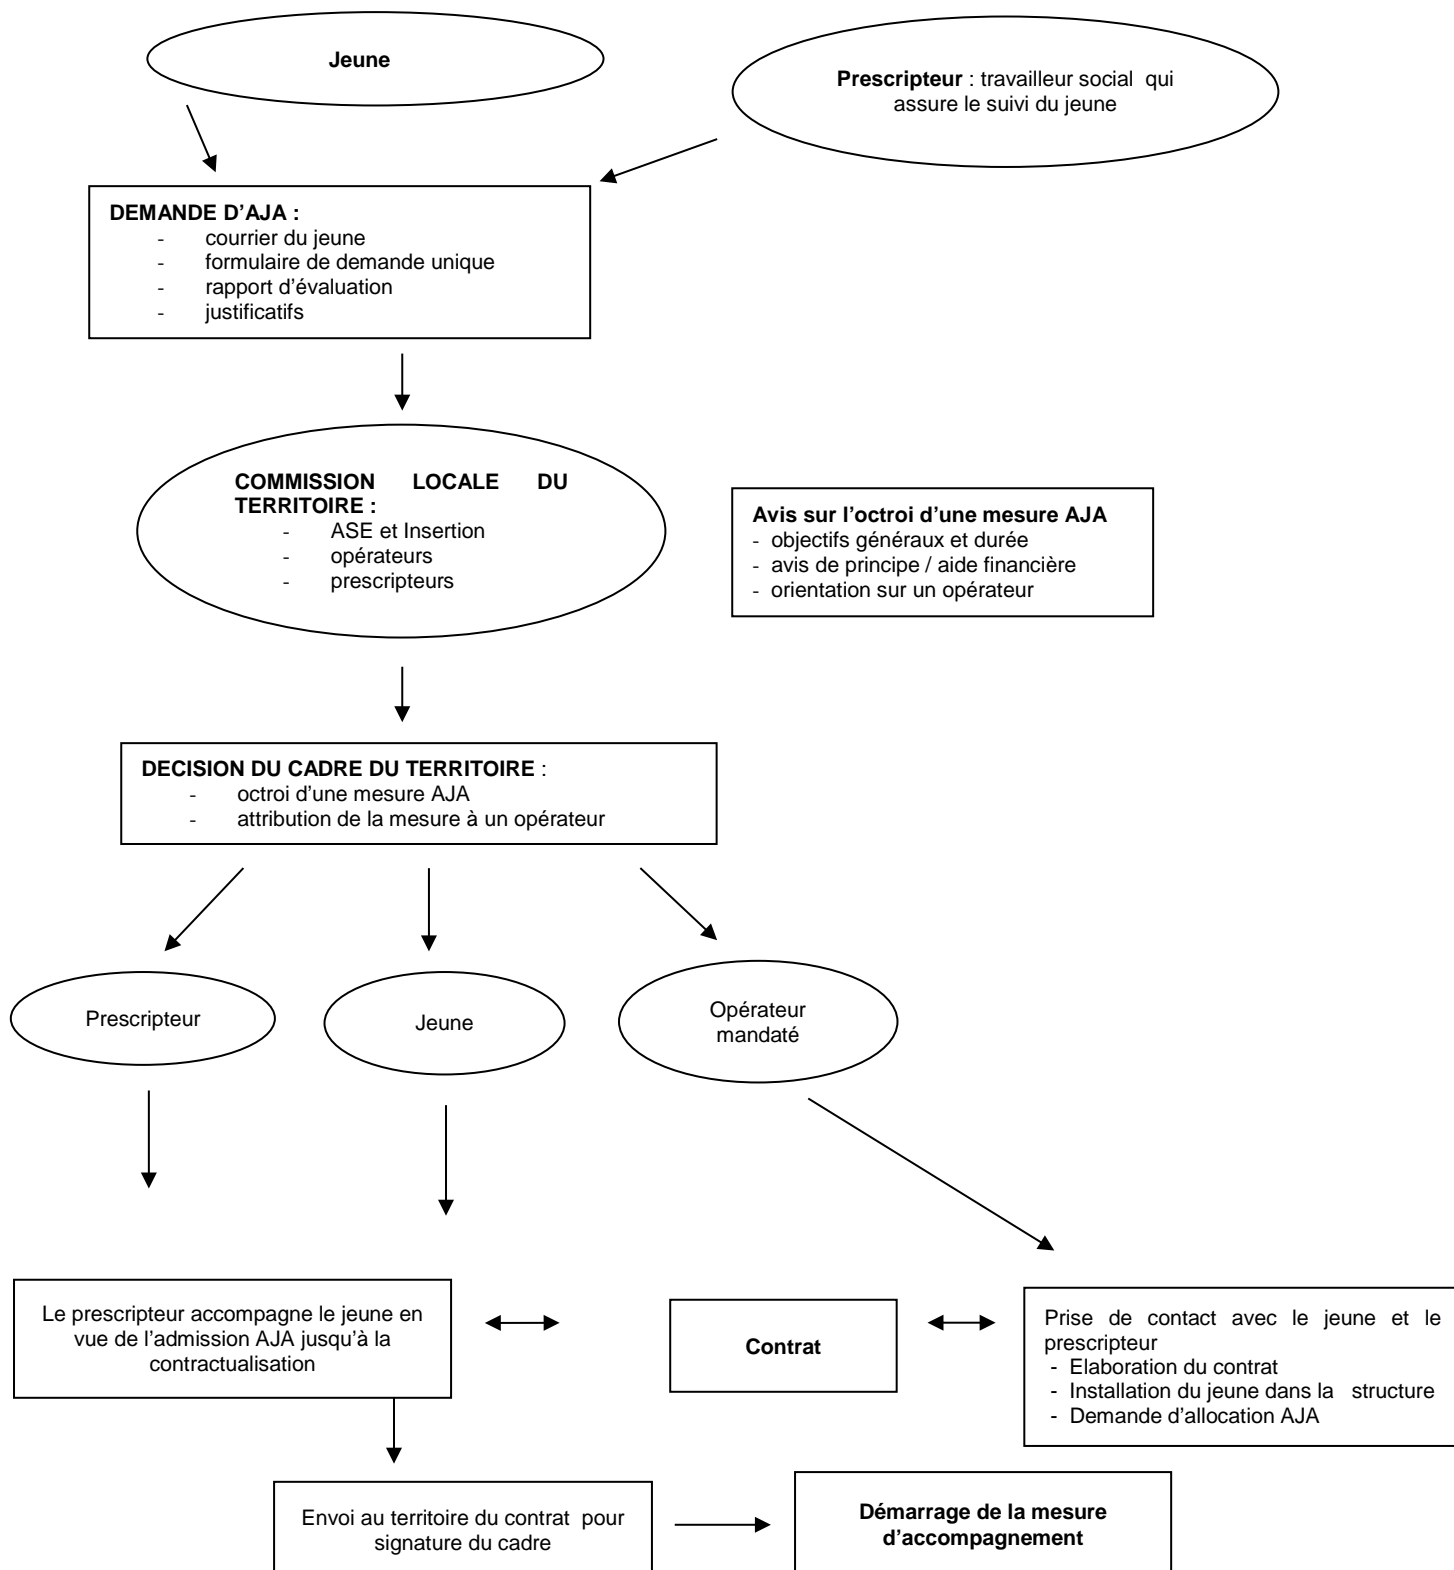 Jeune
Prescripteur : travailleur social qui
assure le suivi du jeune
DEMANDE D’AJA :
- courrier du jeune
- formulaire de demande unique
- rapport d’évaluation
- justificatifs
COMMISSION LOCALE DU
TERRITOIRE :
- ASE et Insertion
- opérateurs
- prescripteurs
Avis sur l’octroi d’une mesure AJA
- objectifs généraux et durée
- avis de principe / aide financière
- orientation sur un opérateur
DECISION DU CADRE DU TERRITOIRE :
- octroi d’une mesure AJA
- attribution de la mesure à un opérateur
Prescripteur
Jeune
Opérateur
mandaté
Le prescripteur accompagne le jeune en
vue de l’admission AJA jusqu’à la
contractualisation
Contrat
Prise de contact avec le jeune et le
prescripteur
- Elaboration du contrat
- Installation du jeune dans la structure
- Demande d’allocation AJA
Envoi au territoire du contrat pour
signature du cadre
Démarrage de la mesure
d’accompagnement